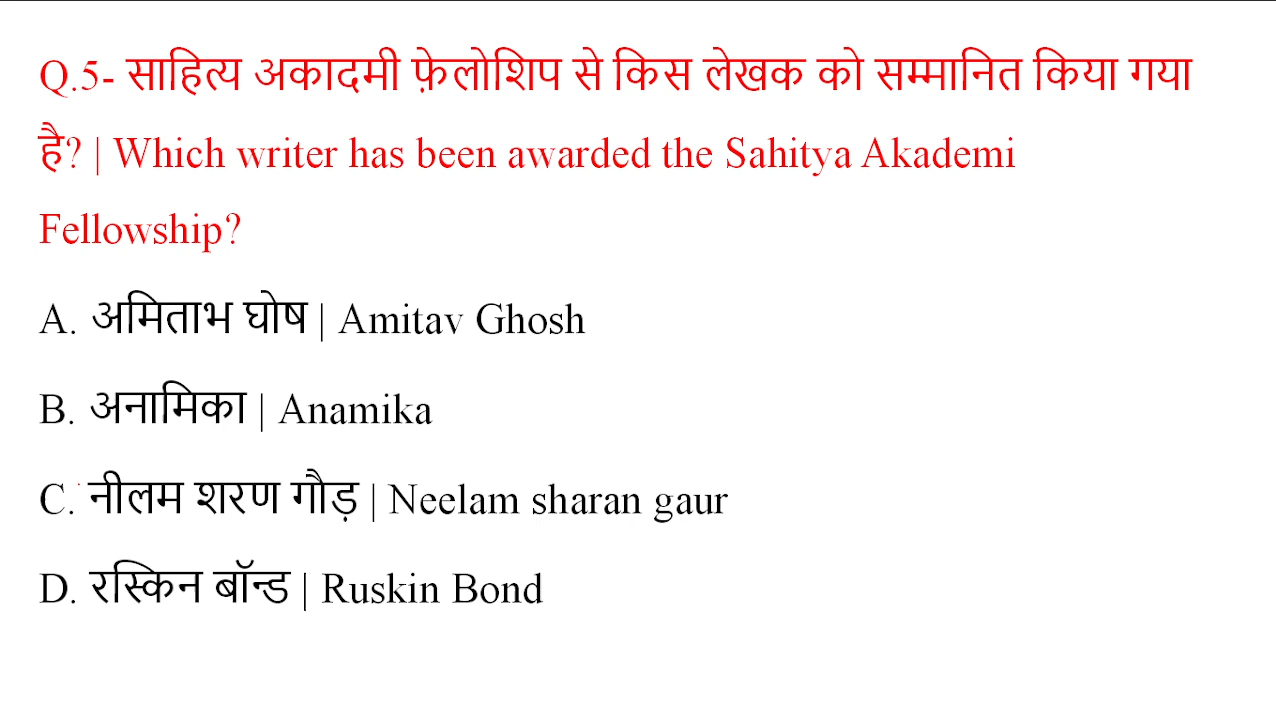 Q.5- साहित्य अकादमी फ़ेलोशिप से किस लेखक को सम्मानित किया गया
है? | Which writer has been awarded the Sahitya Akademi
Fellowship?
A. अमिताभ घोष | Amitav Ghosh
B. अनामिका | Anamika
C. नीलम शरण गौड़ | Neelam sharan gaur
D. रस्किन बॉन्ड | Ruskin Bond